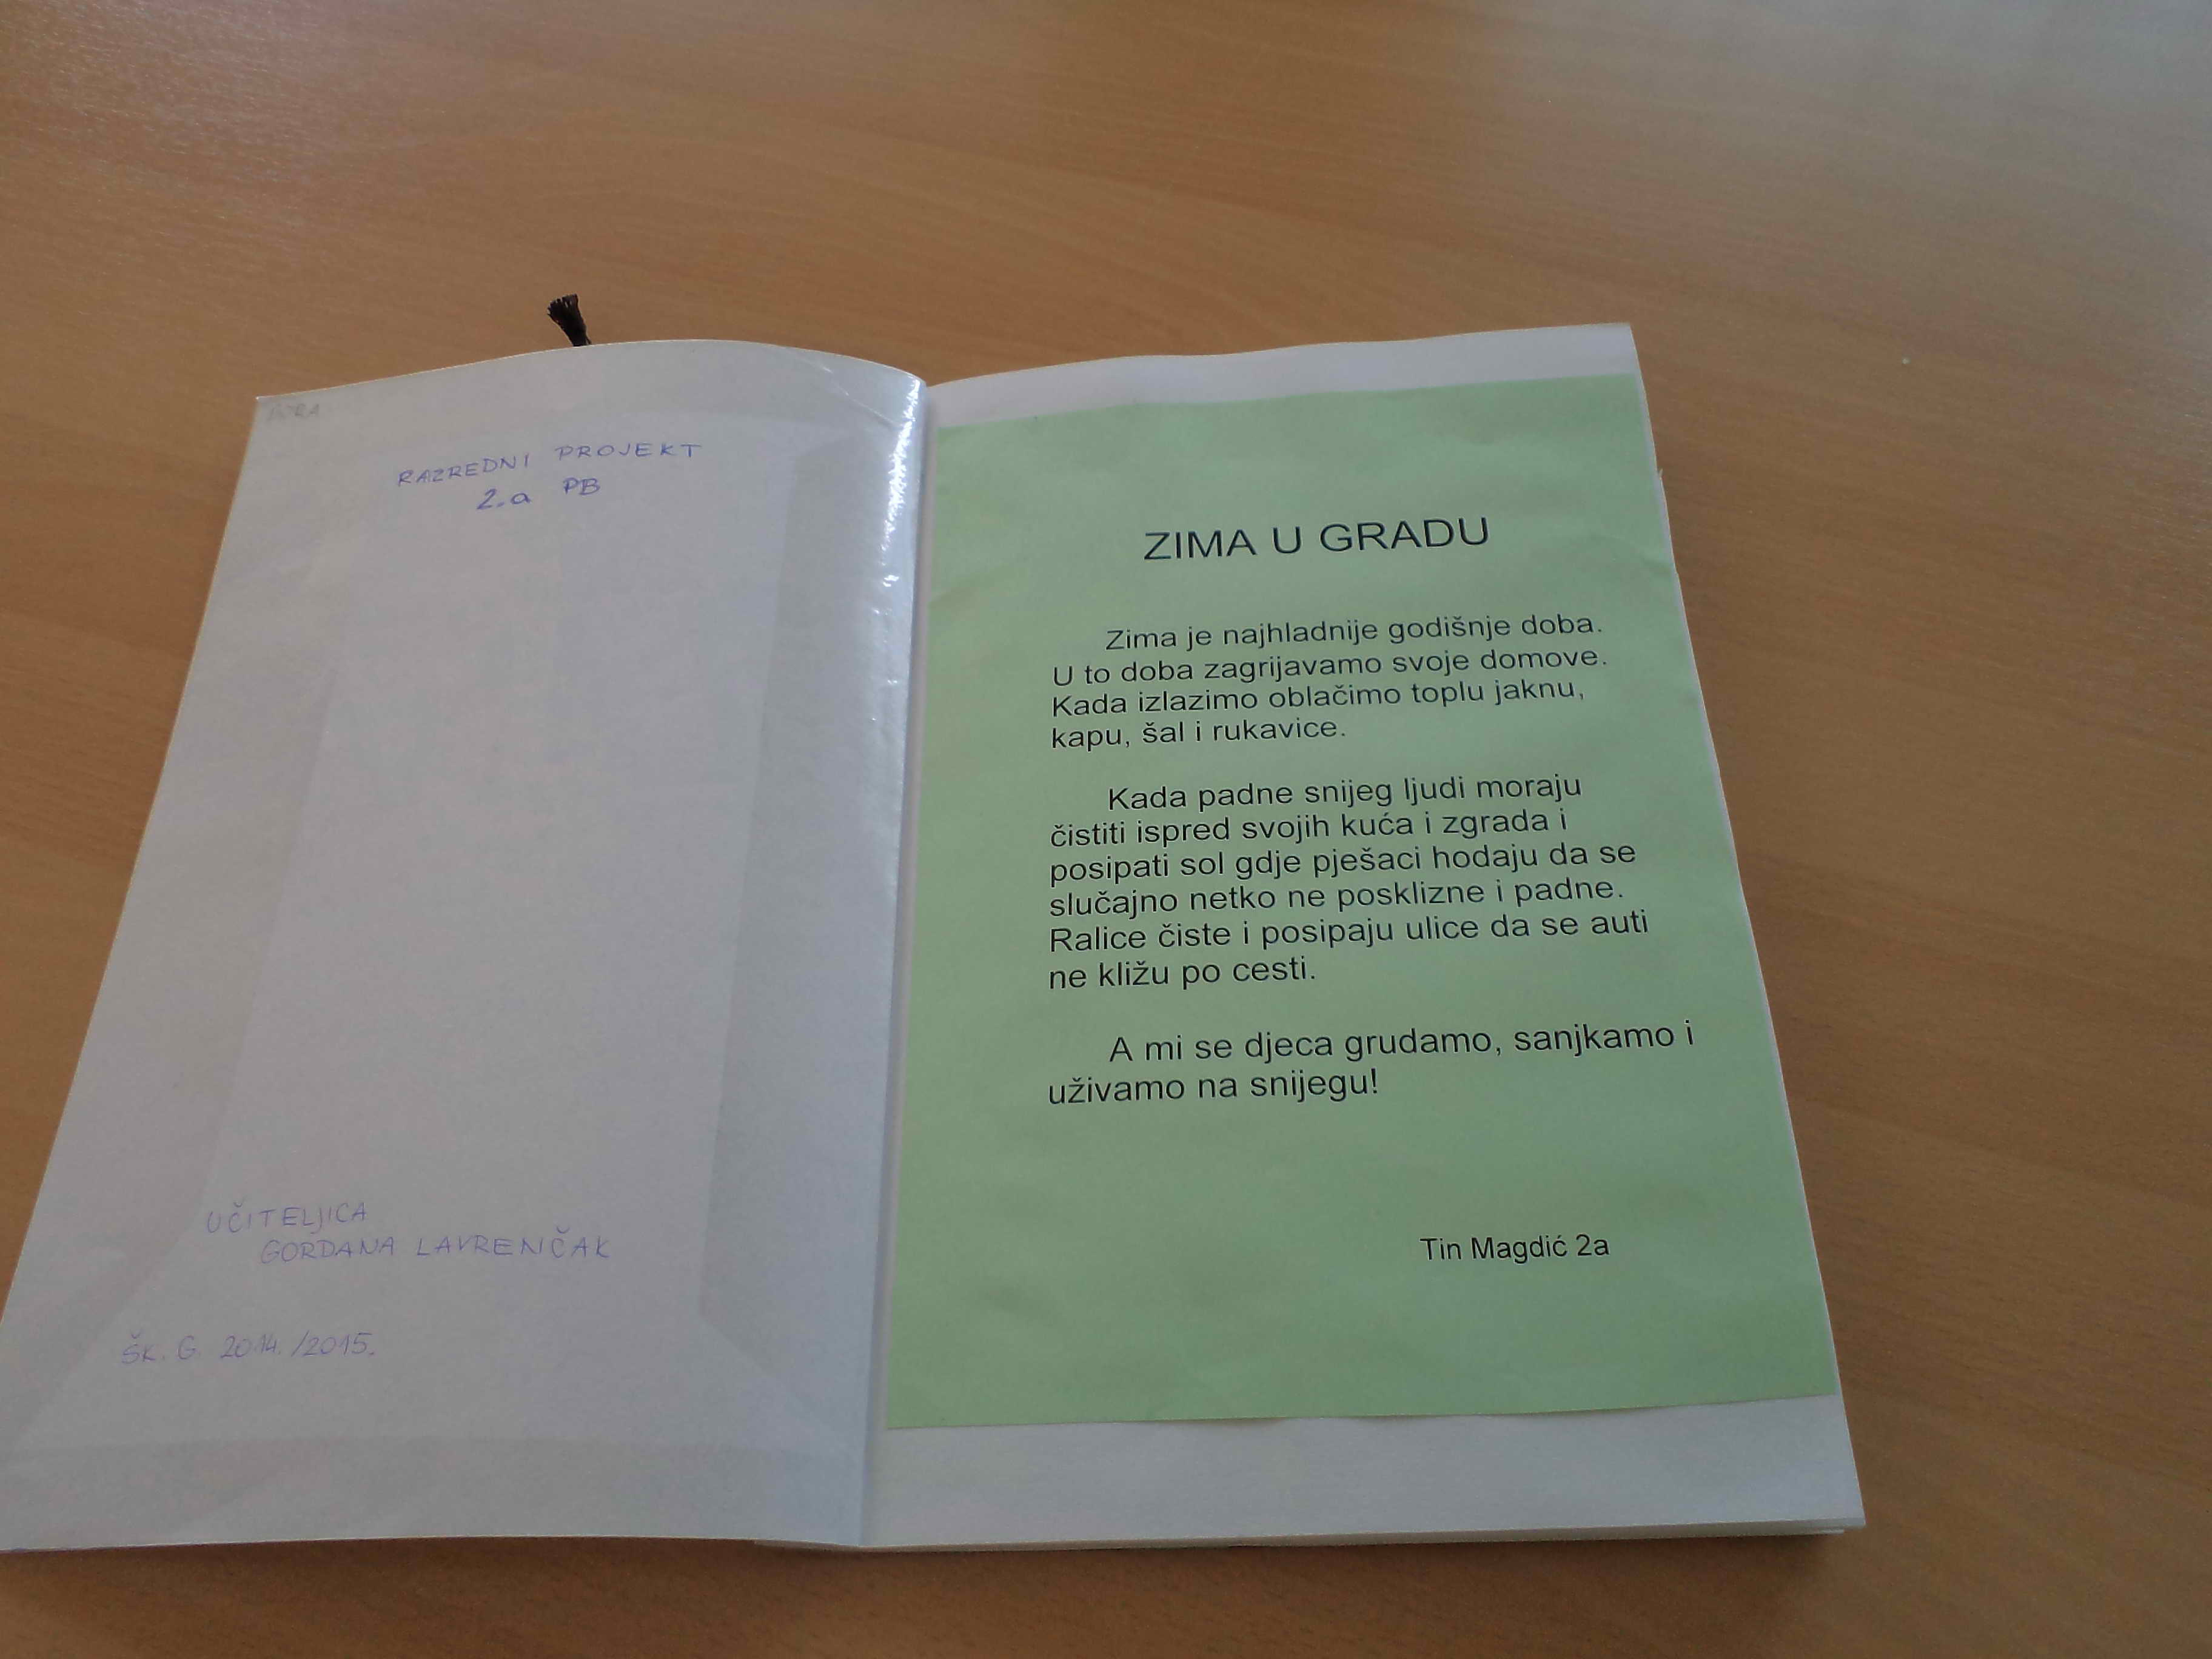 RAZREDNI PROJEKT
2.a PB
UČITELJICA
GORDANA LAVRENČAK
ŠK. G. 2014./2015.
ZIMA U GRADU
Zima je najhladnije godišnje doba.
U to doba zagrijavamo svoje domove.
Kada izlazimo oblačimo toplu jaknu,
kapu, šal i rukavice.
Kada padne snijeg ljudi moraju
čistiti ispred svojih kuća i zgrada i
posipati sol gdje pješaci hodaju da se
slučajno netko ne posklizne i padne.
Ralice čiste i posipaju ulice da se auti
ne kližu po cesti.
A mi se djeca grudamo, sanjkamo i
uživamo na snijegu!
Tin Magdić 2a